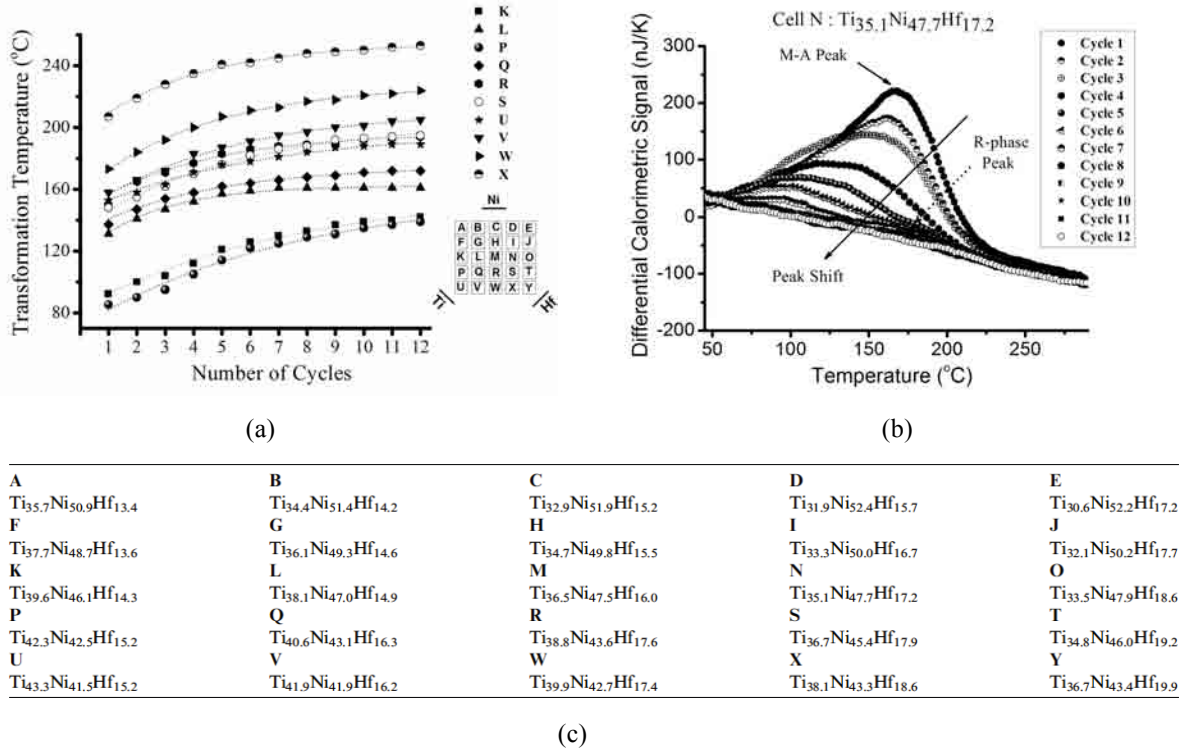 Transformation Temperature (°C)
240
200
160
120
80
1 2 3 4 5 6 7 8 9 10 11 12
Number of Cycles
K
L
P
Q
R
S
U
V
W
X
Ni
A B C D E
F G H I J
K L M N O
P Q R S T
U V W X Y
Ti
Hf
(a)
Cell N : Ti35.1Ni47.7Hf17.2
Differential Calorimetric Signal (nJ/K)
300
200
100
0
-100
-200
50 100 150 200 250
Temperature (°C)
M-A Peak
R-phase
Peak
Peak Shift
Cycle 1
Cycle 2
Cycle 3
Cycle 4
Cycle 5
Cycle 6
Cycle 7
Cycle 8
Cycle 9
Cycle 10
Cycle 11
Cycle 12
(b)
A B C D E
Ti35.7Ni50.9Hf13.4 Ti34.4Ni51.4Hf14.2 Ti32.9Ni51.9Hf15.2 Ti31.9Ni52.4Hf15.7 Ti30.6Ni52.2Hf17.2
F G H I J
Ti37.7Ni48.7Hf13.6 Ti36.1Ni49.3Hf14.6 Ti34.7Ni49.8Hf15.5 Ti33.3Ni50.0Hf16.7 Ti32.1Ni50.2Hf17.7
K L M N O
Ti39.6Ni46.1Hf14.3 Ti38.1Ni47.0Hf14.9 Ti36.5Ni47.5Hf16.0 Ti35.1Ni47.7Hf17.2 Ti33.5Ni47.9Hf18.6
P Q R S T
Ti42.3Ni42.5Hf15.2 Ti40.6Ni43.1Hf16.3 Ti38.8Ni43.6Hf17.6 Ti36.7Ni45.4Hf17.9 Ti34.8Ni46.0Hf19.2
U V W X Y
Ti43.3Ni41.5Hf15.2 Ti41.9Ni41.9Hf16.2 Ti39.9Ni42.7Hf17.4 Ti38.1Ni43.3Hf18.6 Ti36.7Ni43.4Hf19.9
(c)